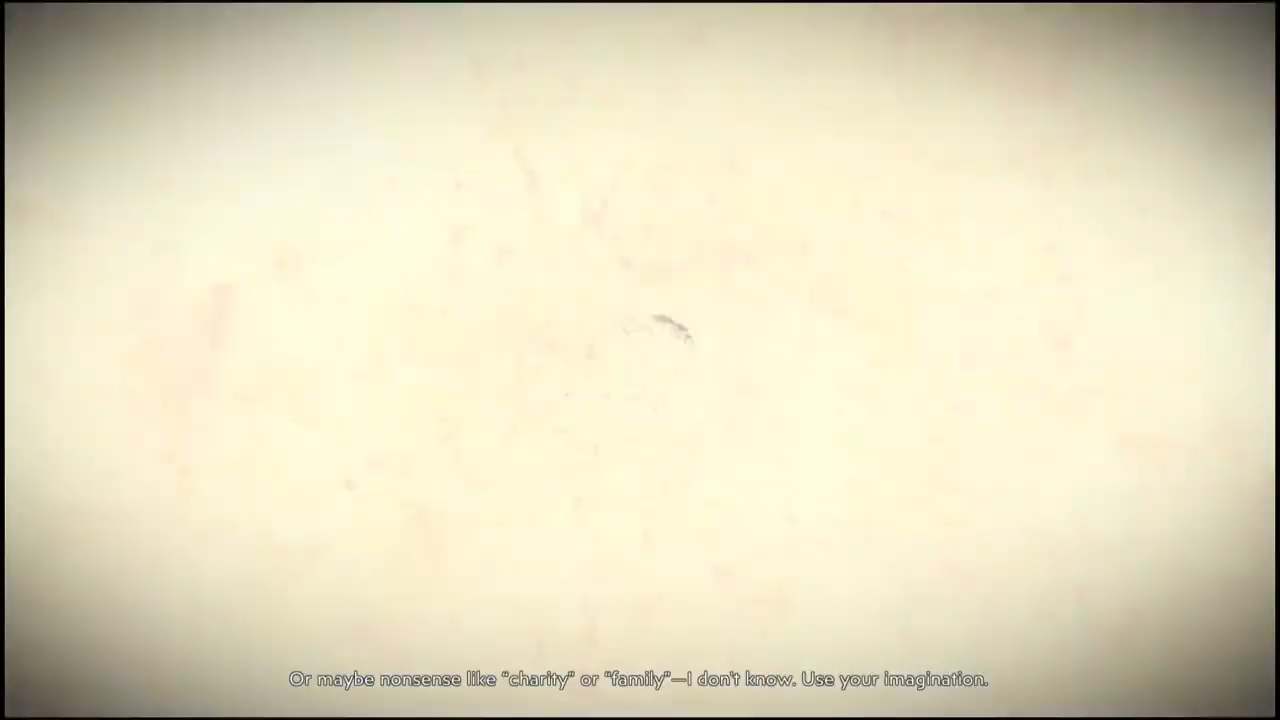 Or maybe nonsense like “charity” or “family”—I don't know. Use your imagination.